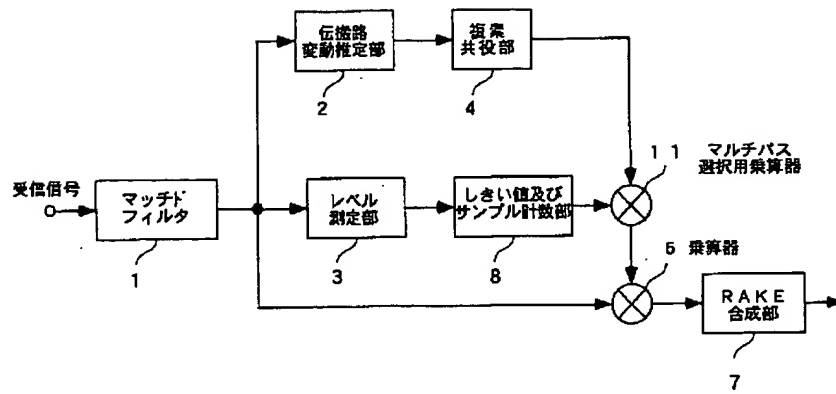 伝搬路
変動推定部
2
複素
共役部
4
11 マルチパス
選択用乗算器
受信信号
マッチド
フィルタ
1
レベル
測定部
3
しきい値及び
サンプル計数部
8
5 乗算器
RAKE
合成部
7